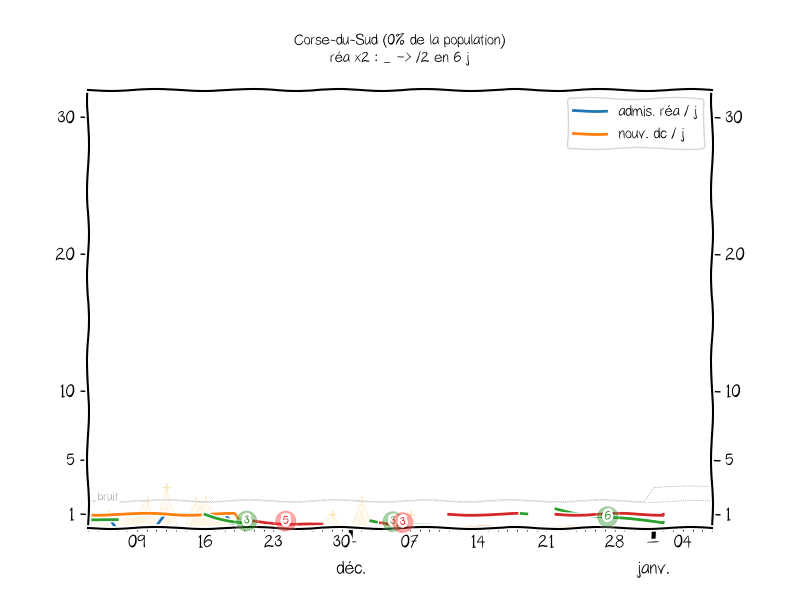 Corse-du-Sud (0% de la population)
réa x2 : _ -> /2 en 6 j
30 30
admis. réa / j
nouv. dc / j
20 20
10 10
5 5
bruit
1 3 5 3 3 6 1
09 16 23 30 07 14 21 28 04
déc. janv.